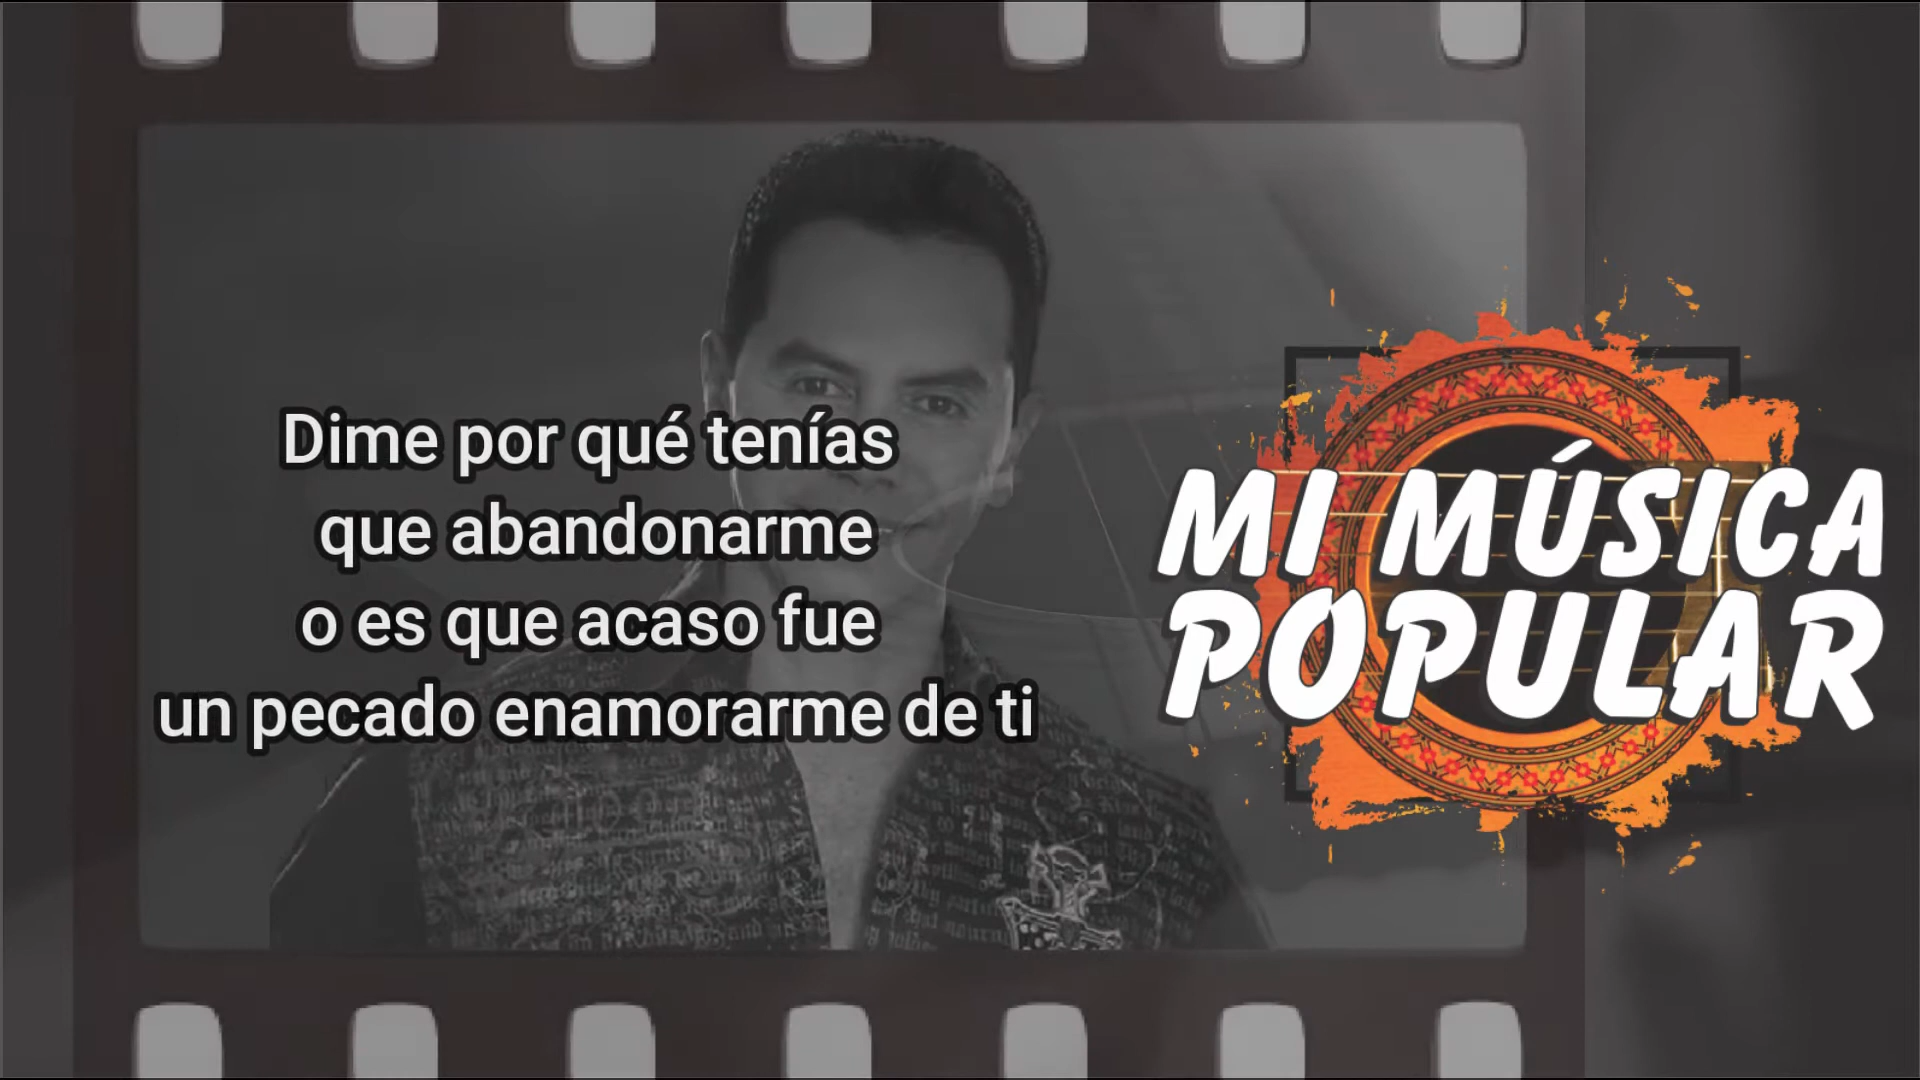 Dime por qué tenías
que abandonarme
o es que acaso fue
un pecado enamorarme de ti
MI MÚSICA
POPULAR